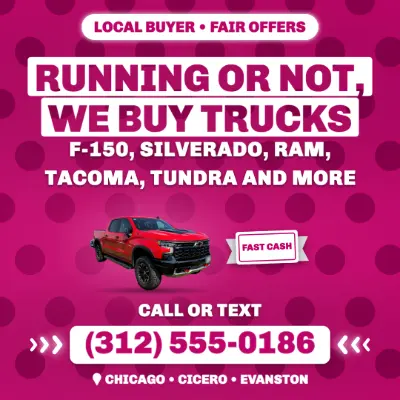 LOCAL BUYER • FAIR OFFERS
RUNNING OR NOT,
WE BUY TRUCKS
F-150, SILVERADO, RAM,
TACOMA, TUNDRA AND MORE
FAST CASH
CALL OR TEXT
(312) 555-0186
CHICAGO • CICERO • EVANSTON